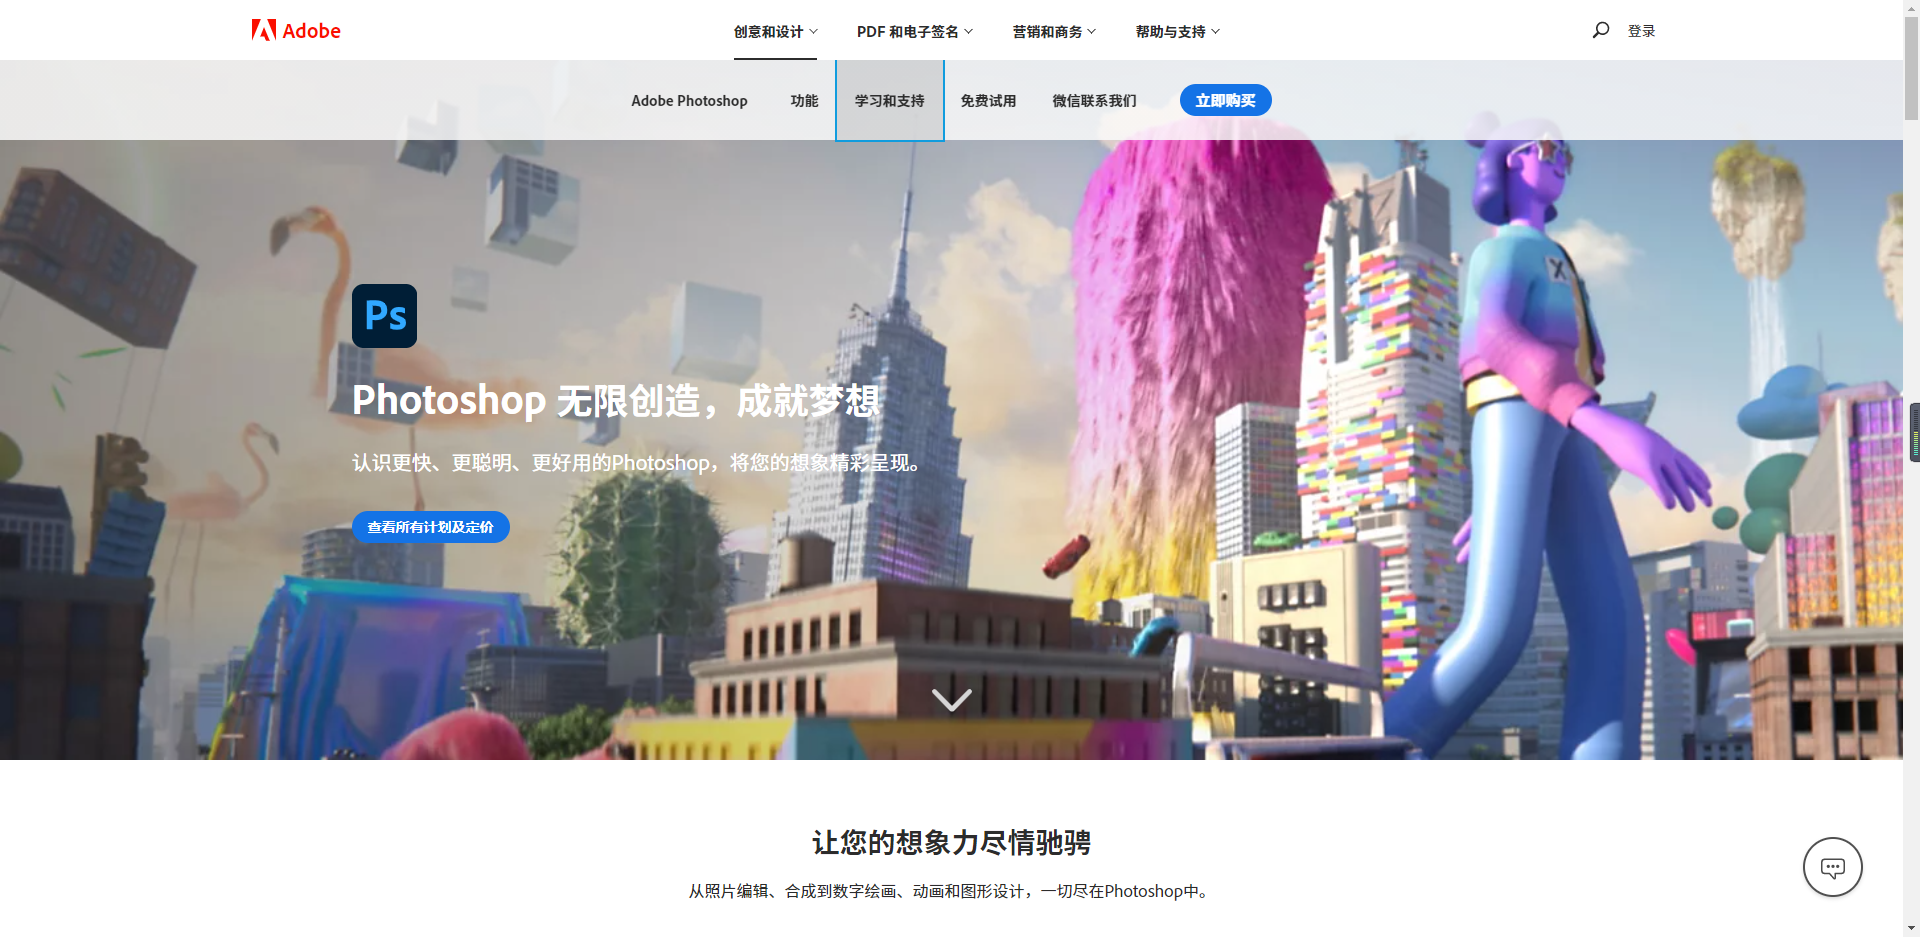 Adobe
创意和设计
PDF 和电子签名
营销和商务
帮助与支持
登录
Adobe Photoshop
功能
学习和支持
免费试用
微信联系我们
立即购买
Ps
Photoshop 无限创造，成就梦想
认识更快、更聪明、更好用的Photoshop，将您的想象精彩呈现。
查看所有计划及定价
让您的想象力尽情驰骋
从照片编辑、合成到数字绘画、动画和图形设计，一切尽在Photoshop中。